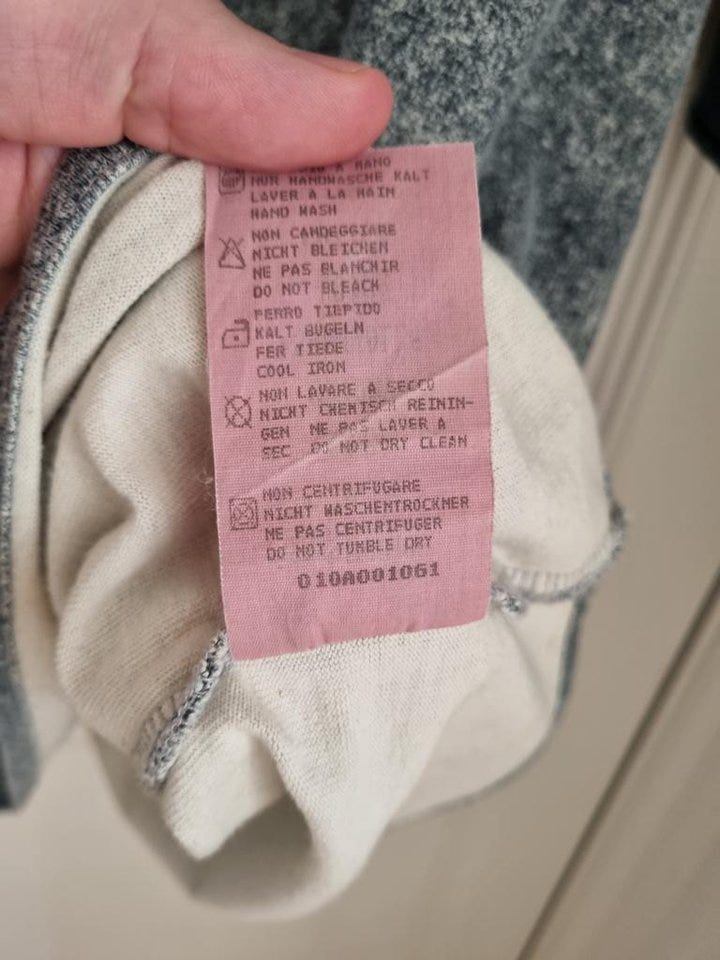 A MANO
NUR HANDWASCHE KALT
LAVER A LA MAIN
HAND WASH
NON CANDEGGIARE
NICHT BLEICHEN
NE PAS BLANCHIR
DO NOT BLEACH
FERRO TIEPIDO
KALT BUGELN
FER TIEDE
COOL IRON
NON LAVARE A SECCO
NICHT CHEMISCH REININ-
GEN NE PAS LAVER A
SEC DO NOT DRY CLEAN
NON CENTRIFUGARE
NICHT WASCHENTROCKNER
NE PAS CENTRIFUGER
DO NOT TUMBLE DRY
010A001061